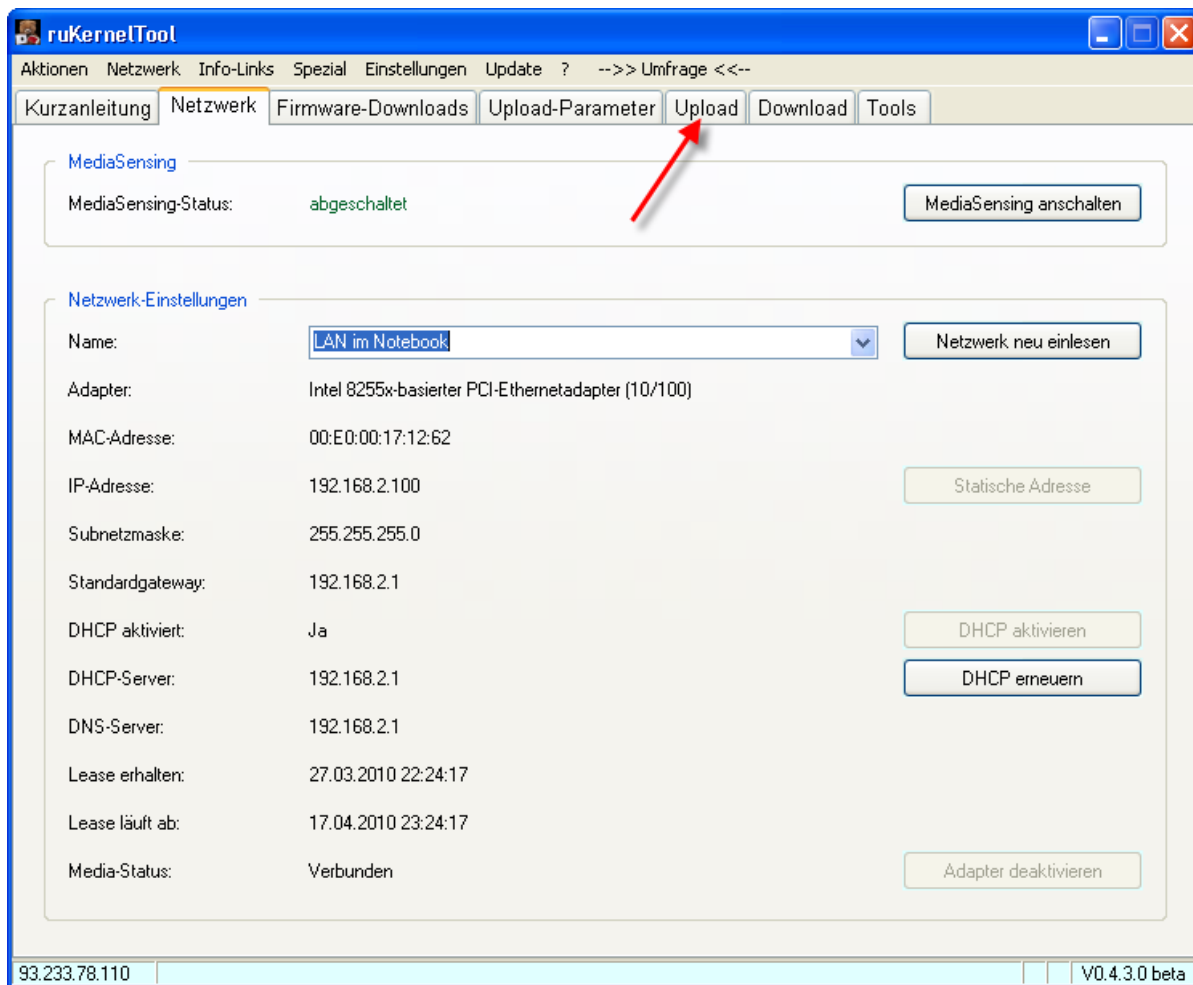 ruKernelTool
Aktionen Netzwerk Info-Links Spezial Einstellungen Update ? -->> Umfrage <<--
Kurzanleitung Netzwerk Firmware-Downloads Upload-Parameter Upload Download Tools
MediaSensing
MediaSensing-Status: abgeschaltet MediaSensing anschalten
Netzwerk-Einstellungen
Name: LAN im Notebook Netzwerk neu einlesen
Adapter: Intel 8255x-basierter PCI-Ethernetadapter (10/100)
MAC-Adresse: 00:E0:00:17:12:62
IP-Adresse: 192.168.2.100 Statische Adresse
Subnetzmaske: 255.255.255.0
Standardgateway: 192.168.2.1
DHCP aktiviert: Ja DHCP aktivieren
DHCP-Server: 192.168.2.1 DHCP erneuern
DNS-Server: 192.168.2.1
Lease erhalten: 27.03.2010 22:24:17
Lease läuft ab: 17.04.2010 23:24:17
Media-Status: Verbunden Adapter deaktivieren
93.233.78.110 V0.4.3.0 beta